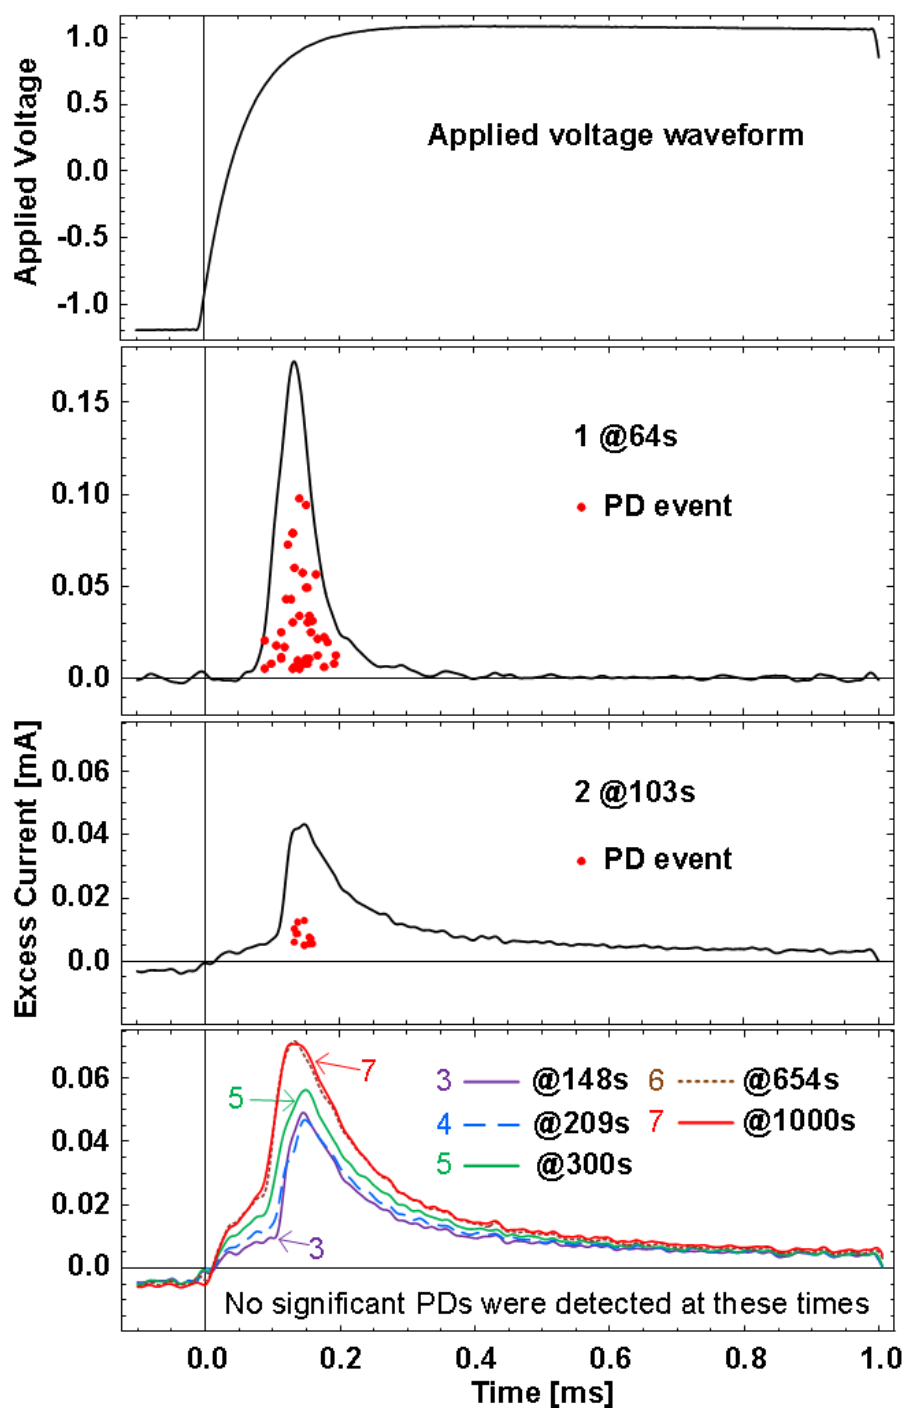 Applied Voltage
1.0
0.5
0.0
-0.5
-1.0
Applied voltage waveform
Excess Current [mA]
0.15
0.10
0.05
0.0
1 @64s
PD event
0.06
0.04
0.02
0.0
2 @103s
PD event
0.06
0.04
0.02
0.0
7
5
3
3 @148s 6 @654s
4 @209s 7 @1000s
5 @300s
No significant PDs were detected at these times
0.0 0.2 0.4 0.6 0.8 1.0
Time [ms]